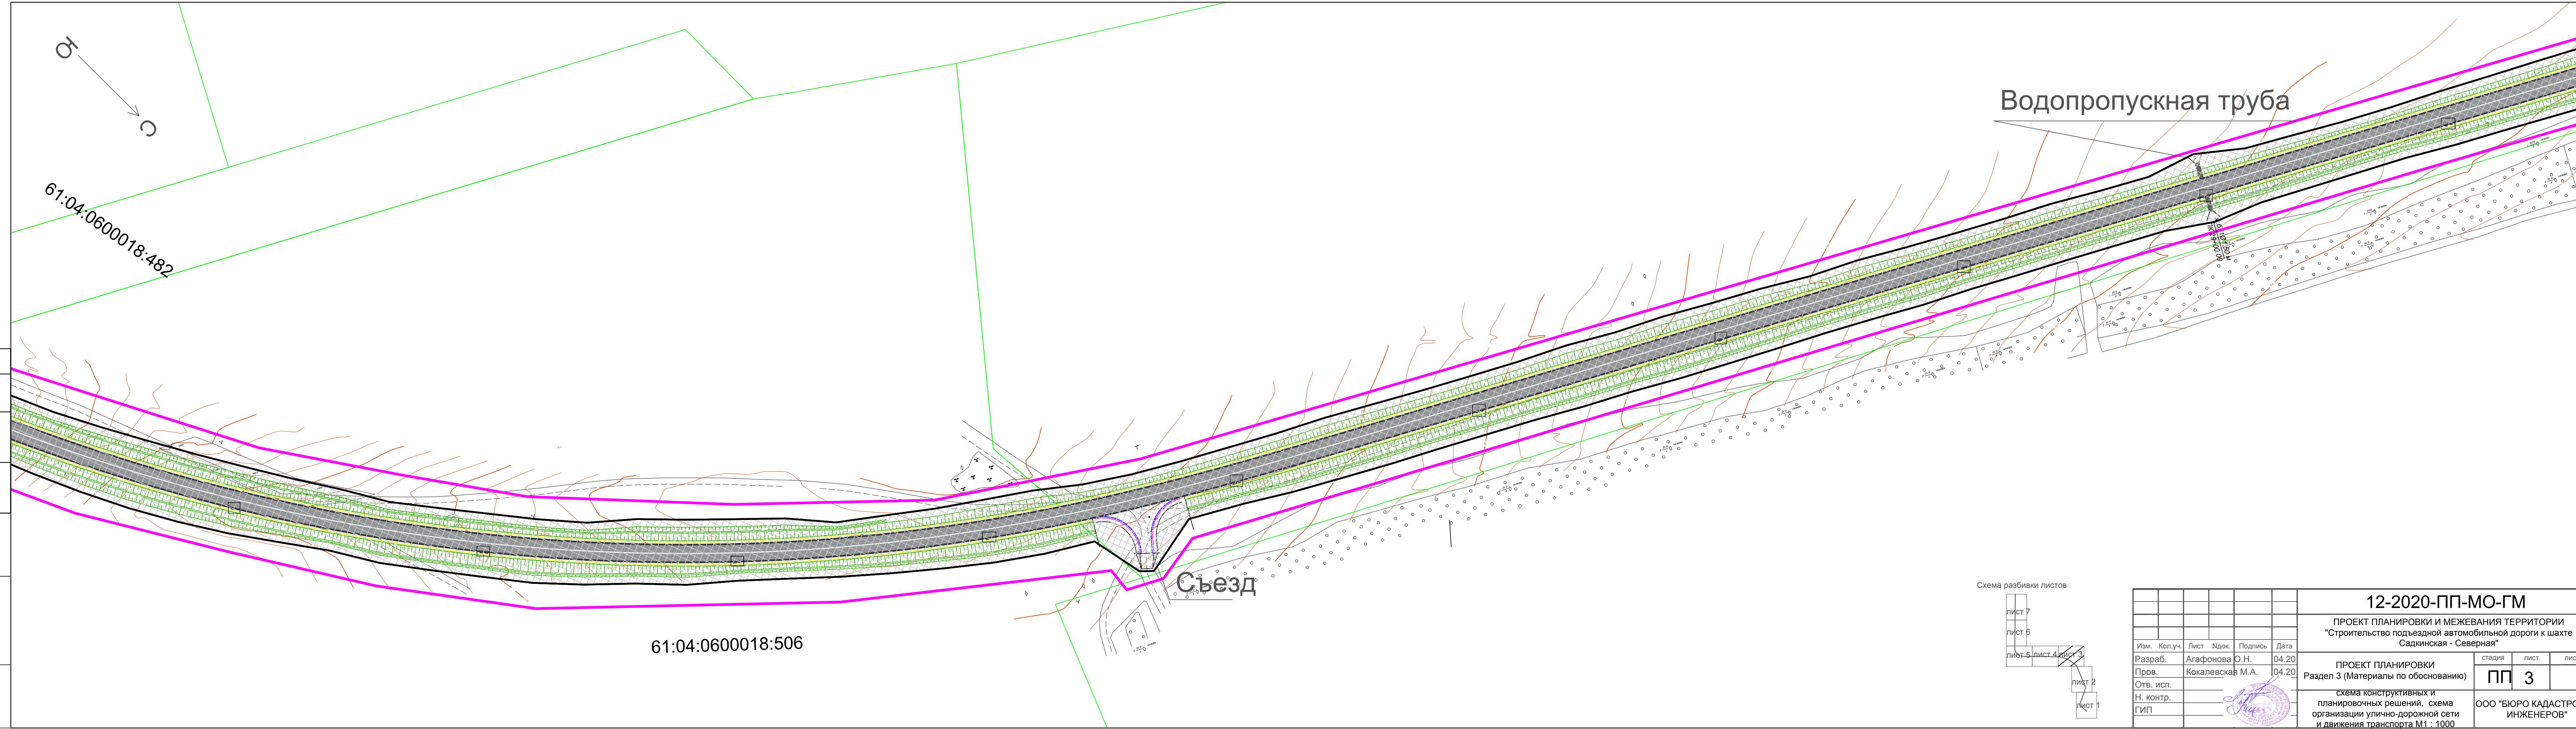 Ю
С
61:04:0600018:482
Водопропускная труба
Съезд
61:04:0600018:506
Схема разбивки листов
лист 7
лист 6
лист 5 лист 4 лист 3
лист 2
лист 1
12-2020-ПП-МО-ГМ
ПРОЕКТ ПЛАНИРОВКИ И МЕЖЕВАНИЯ ТЕРРИТОРИИ
"Строительство подъездной автомобильной дороги к шахте
Садкинская - Северная"
Изм. Кол.уч. Лист Nдок. Подпись Дата
Разраб. Агафонова О.Н. 04.20
Пров. Кокалевская М.А. 04.20
Отв. исп.
Н. контр.
ГИП
ПРОЕКТ ПЛАНИРОВКИ
Раздел 3 (Материалы по обоснованию)
стадия лист
ПП 3
схема конструктивных и
планировочных решений, схема
организации улично-дорожной сети
и движения транспорта М1 : 1000
ООО "БЮРО КАДАСТРО
ИНЖЕНЕРОВ"